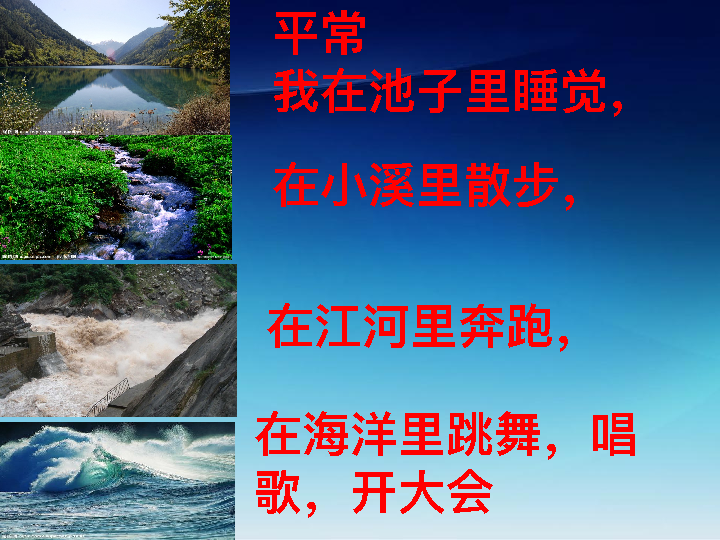 平常
我在池子里睡觉，
在小溪里散步，
在江河里奔跑，
在海洋里跳舞，唱
歌，开大会